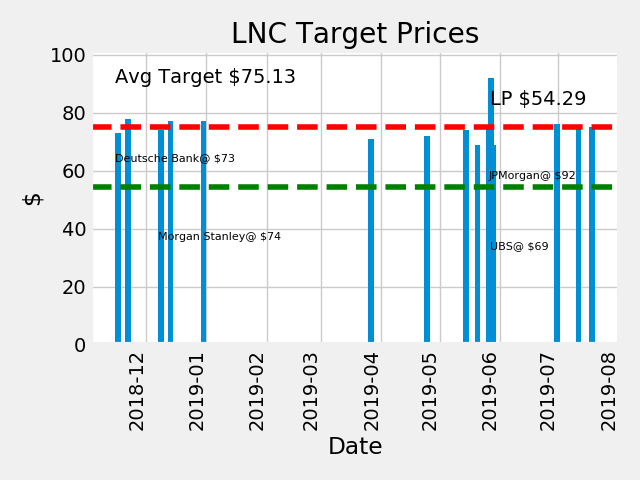 LNC Target Prices
100
80
60
40
20
0
$
Avg Target $75.13
LP $54.29
Deutsche Bank@ $73
JPMorgan@ $92
Morgan Stanley@ $74
UBS@ $69
2018-12
2019-01
2019-02
2019-03
2019-04
2019-05
2019-06
2019-07
2019-08
Date